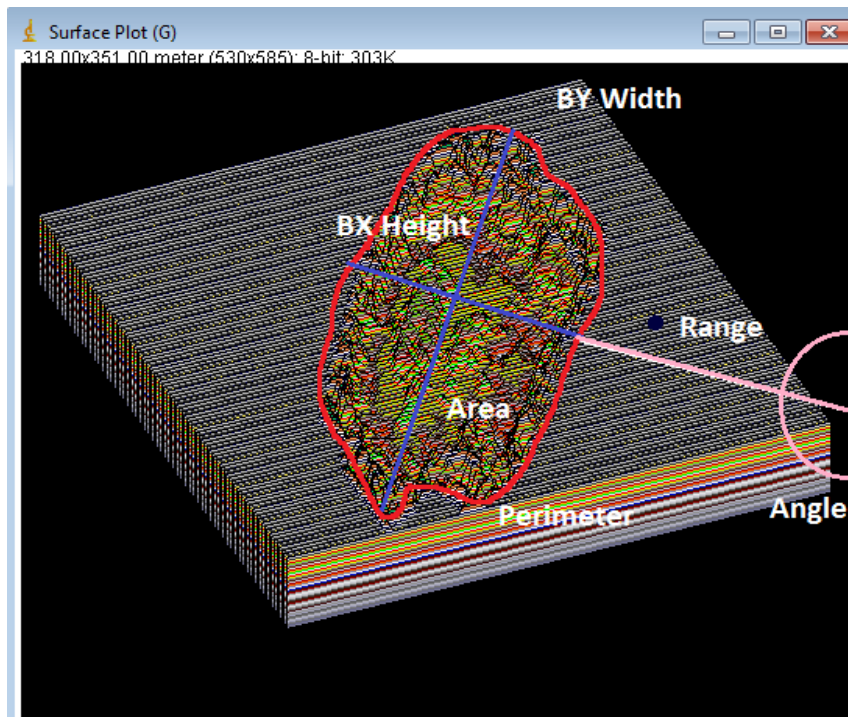 Surface Plot (G)
318.00x351.00 meter (530x585); 8-bit; 303K
BY Width
BX Height
Range
Area
Perimeter
Angle